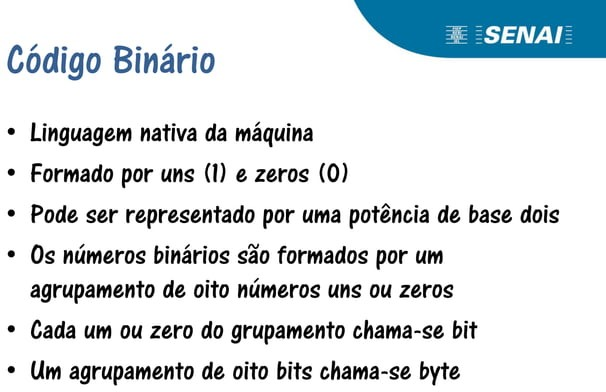 SENAI
Código Binário
• Linguagem nativa da máquina
• Formado por uns (1) e zeros (0)
• Pode ser representado por uma potência de base dois
• Os números binários são formados por um
agrupamento de oito números uns ou zeros
• Cada um ou zero do grupamento chama-se bit
• Um agrupamento de oito bits chama-se byte